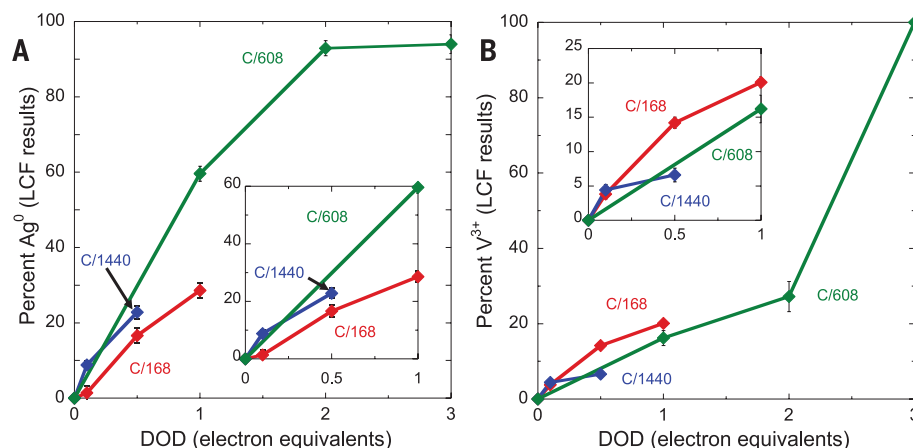 A
Percent Ag⁰ (LCF results)
100
80
60
40
20
0
0
1
2
3
DOD (electron equivalents)
C/608
C/1440
C/168
60
40
20
0
0
0.5
1
C/608
C/1440
C/168
B
Percent V³⁺ (LCF results)
100
80
60
40
20
0
0
1
2
3
DOD (electron equivalents)
C/168
C/608
C/1440
25
20
15
10
5
0
0
0.5
1
C/168
C/608
C/1440